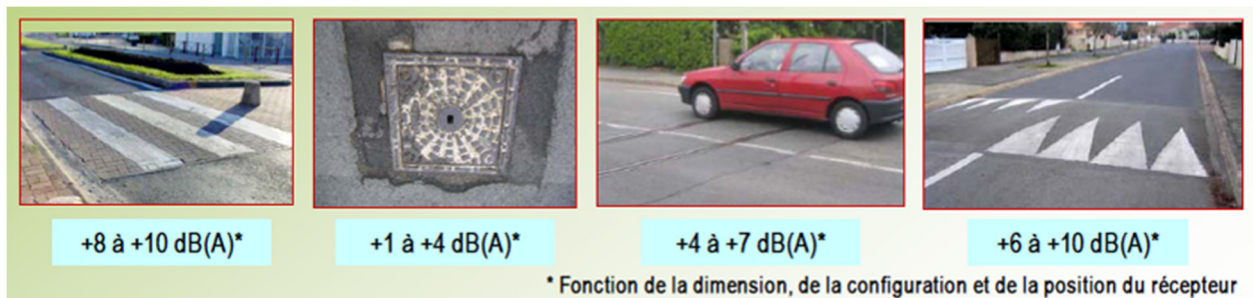 +8 à +10 dB(A)*
+1 à +4 dB(A)*
+4 à +7 dB(A)*
+6 à +10 dB(A)*
* Fonction de la dimension, de la configuration et de la position du récepteur